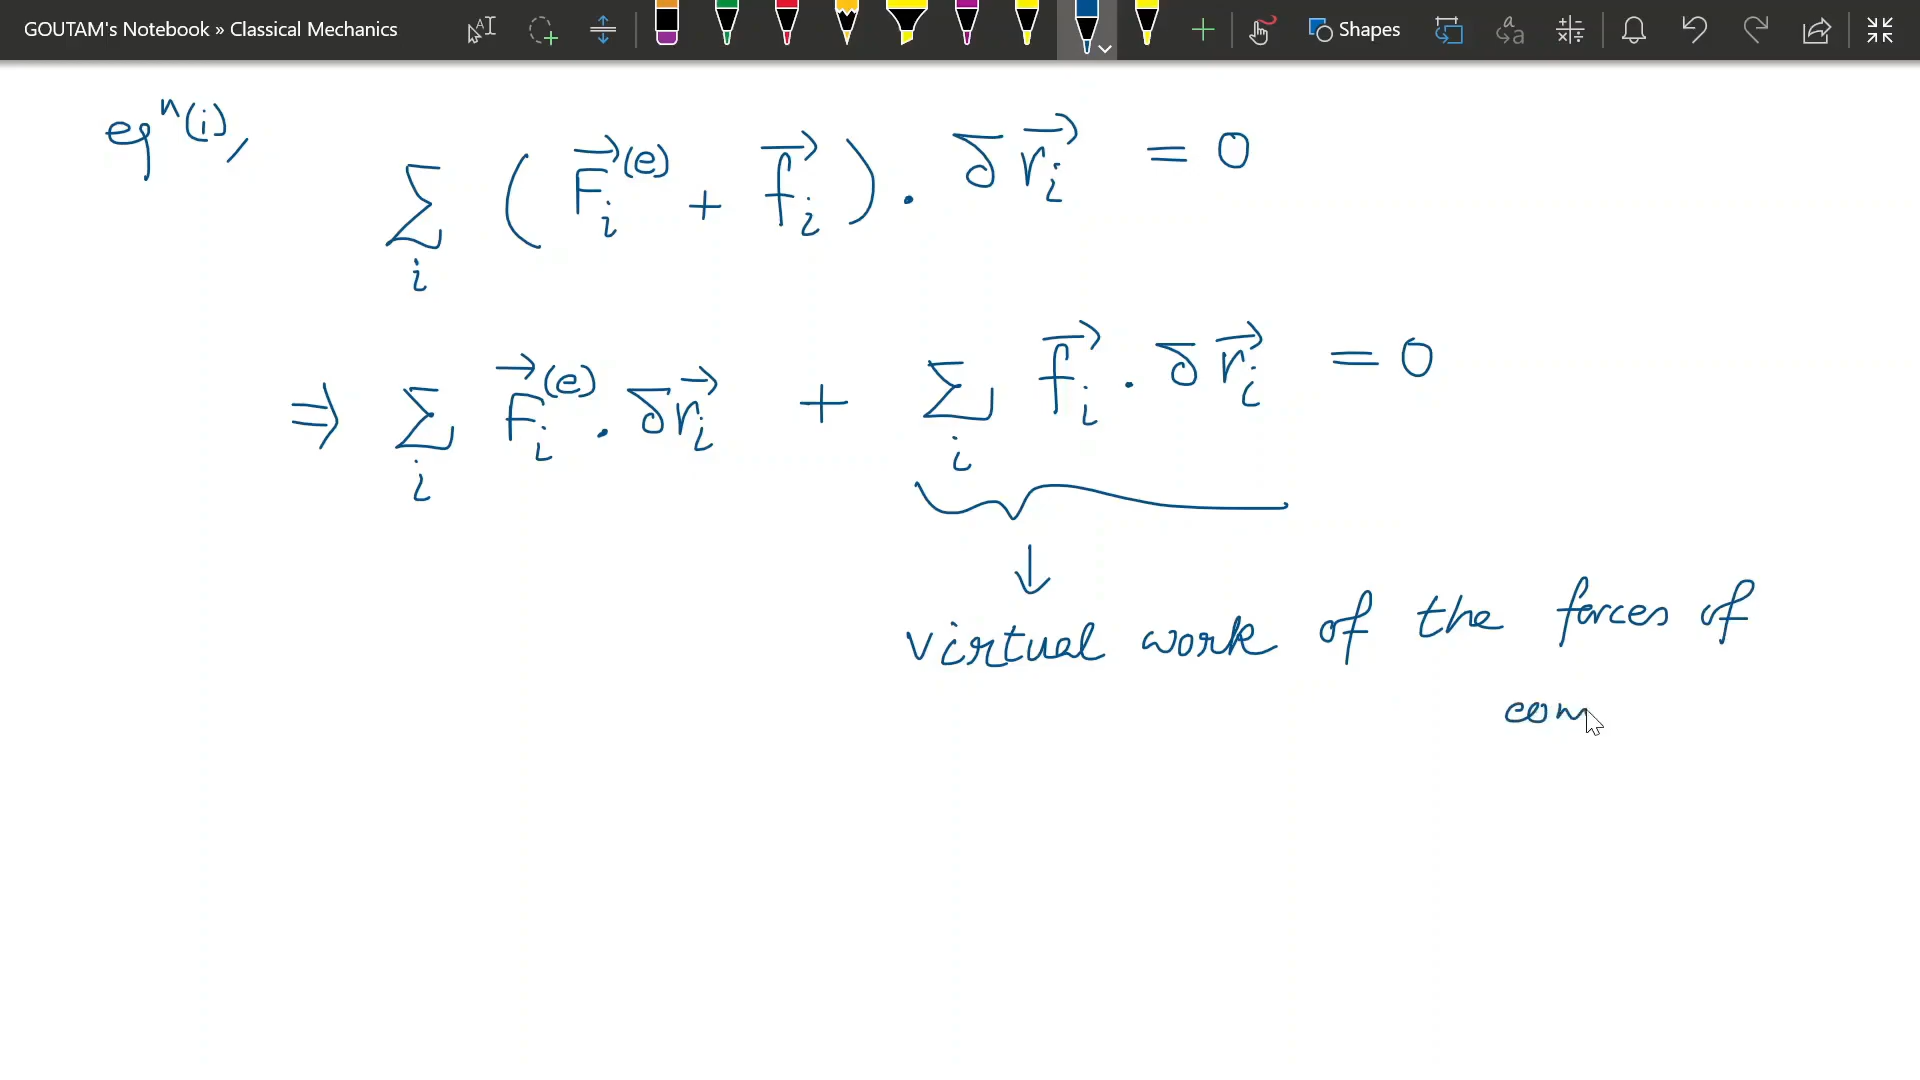 GOUTAM's Notebook » Classical Mechanics Shapes
eqⁿ(i), ∑ᵢ ( F⃗ᵢ⁽ᵉ⁾ + f⃗ᵢ ) . δr⃗ᵢ = 0
⇒ ∑ᵢ F⃗ᵢ⁽ᵉ⁾ . δr⃗ᵢ + ∑ᵢ f⃗ᵢ . δr⃗ᵢ = 0
↓
virtual work of the forces of
con